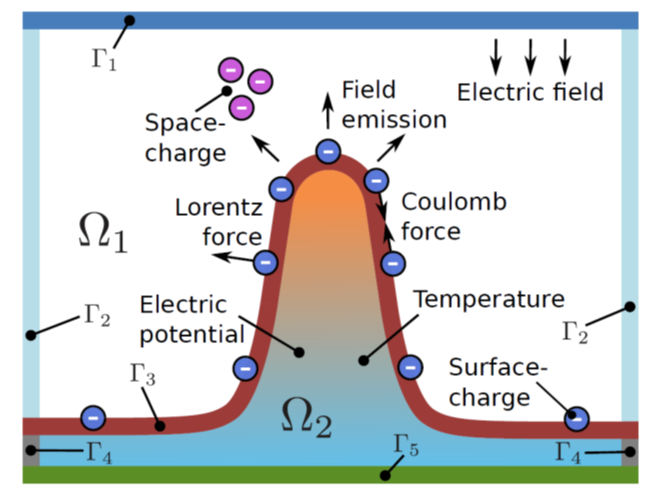 Γ₁
Electric field
Field
emission
Space-
charge
Lorentz
force
Coulomb
force
Ω₁
Γ₂
Electric
potential
Temperature
Γ₂
Γ₃
Surface-
charge
Ω₂
Γ₄
Γ₅
Γ₄